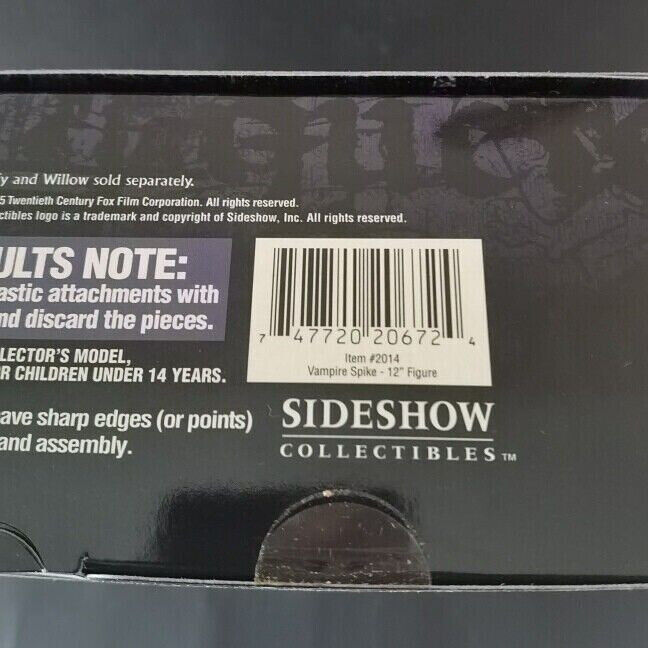 y and Willow sold separately.
5 Twentieth Century Fox Film Corporation. All rights reserved.
ectibles logo is a trademark and copyright of Sideshow, Inc. All rights reserved.
ULTS NOTE:
astic attachments with
nd discard the pieces.
LECTOR'S MODEL,
R CHILDREN UNDER 14 YEARS.
ave sharp edges (or points)
and assembly.
7 47720 20672 4
Item #2014
Vampire Spike - 12" Figure
SIDESHOW
COLLECTIBLES™